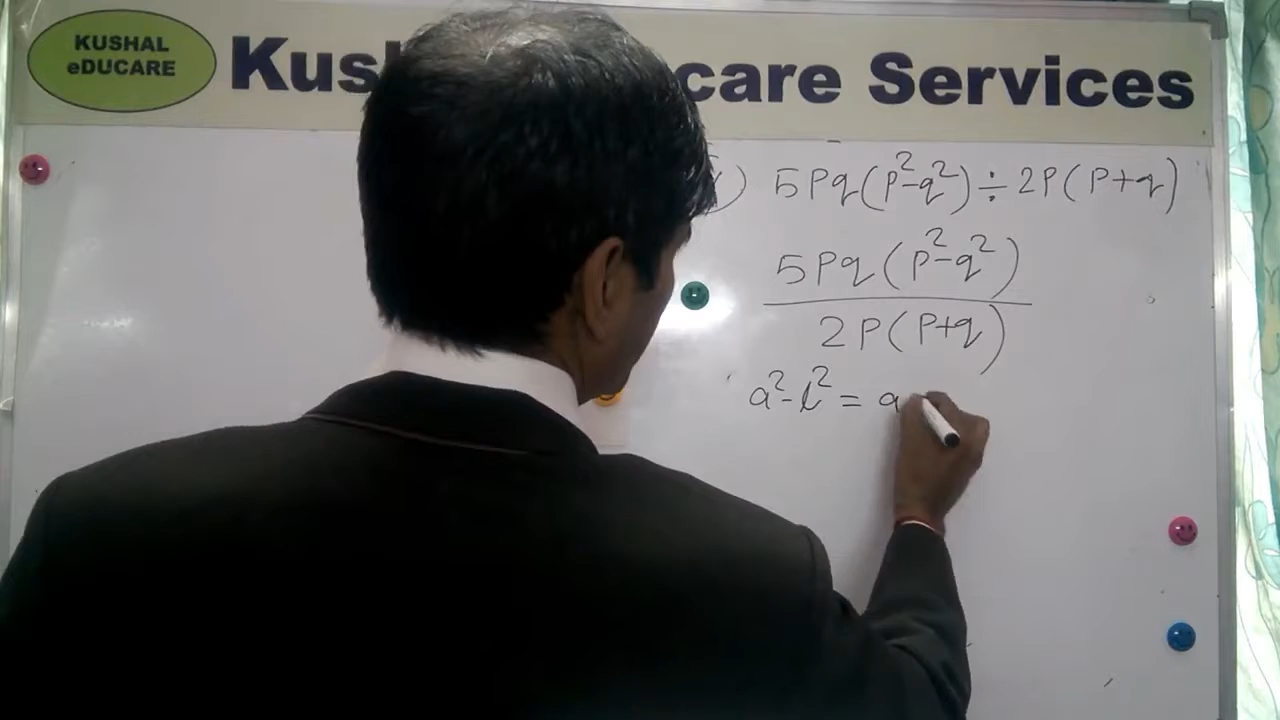 KUSHAL
eDUCARE
Kus care Services
) 5Pq(P²-q²)÷2P(P+q)
5Pq(P²-q²)
2P(P+q)
a²-b²=a